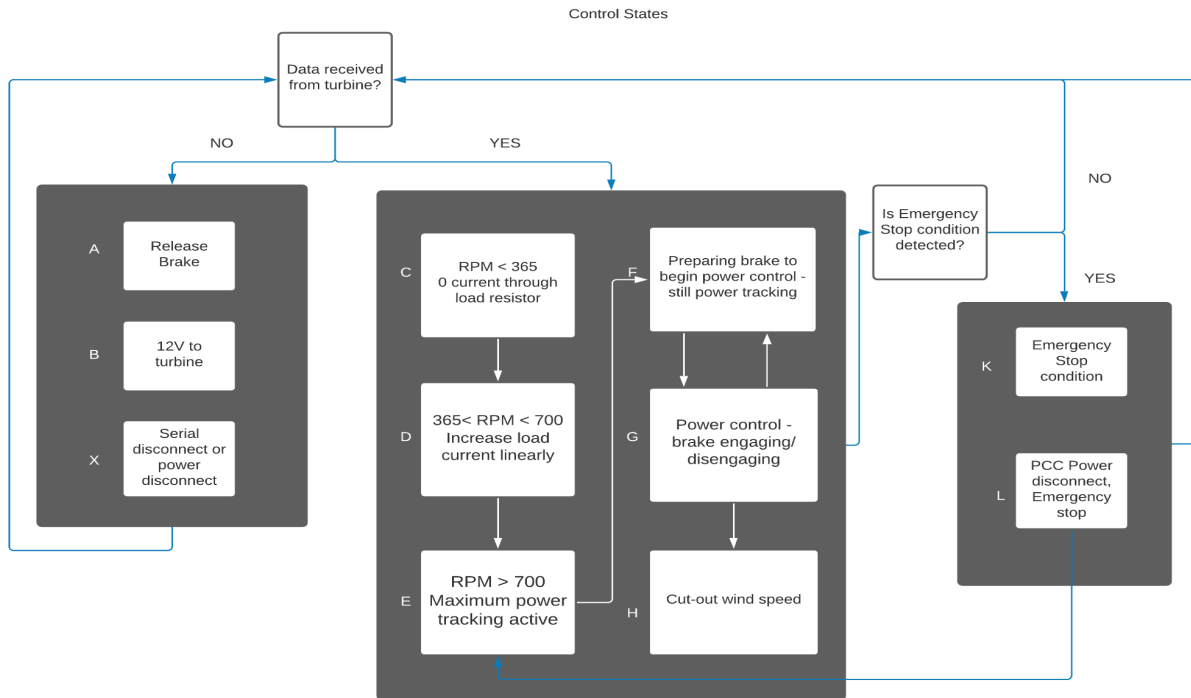 Control States
Data received
from turbine?
NO
YES
A
Release
Brake
B
12V to
turbine
X
Serial
disconnect or
power
disconnect
C
RPM < 365
0 current through
load resistor
D
365< RPM < 700
Increase load
current linearly
E
RPM > 700
Maximum power
tracking active
F
Preparing brake to
begin power control -
still power tracking
G
Power control -
brake engaging/
disengaging
H
Cut-out wind speed
Is Emergency
Stop condition
detected?
NO
YES
K
Emergency
Stop
condition
L
PCC Power
disconnect,
Emergency
stop